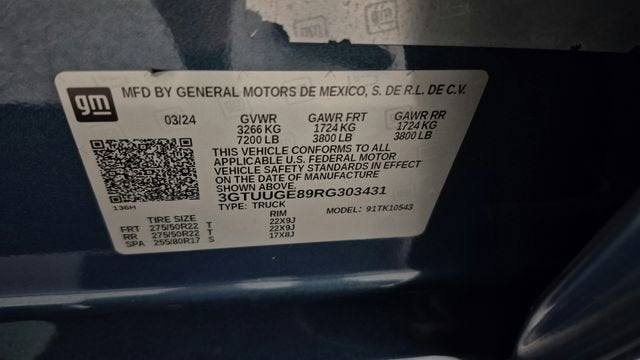 gm
MFD BY GENERAL MOTORS DE MEXICO, S. DE R.L. DE C.V.
03/24 GVWR GAWR FRT GAWR RR
3266 KG 1724 KG 1724 KG
7200 LB 3800 LB 3800 LB
THIS VEHICLE CONFORMS TO ALL
APPLICABLE U.S. FEDERAL MOTOR
VEHICLE SAFETY STANDARDS IN EFFECT
ON THE DATE OF MANUFACTURE
SHOWN ABOVE.
3GTUUGE89RG303431
136H TYPE: TRUCK MODEL: 91TK10543
TIRE SIZE RIM
FRT 275/50R22 T 22X9J
RR 275/50R22 T 22X9J
SPA 255/80R17 S 17X8J